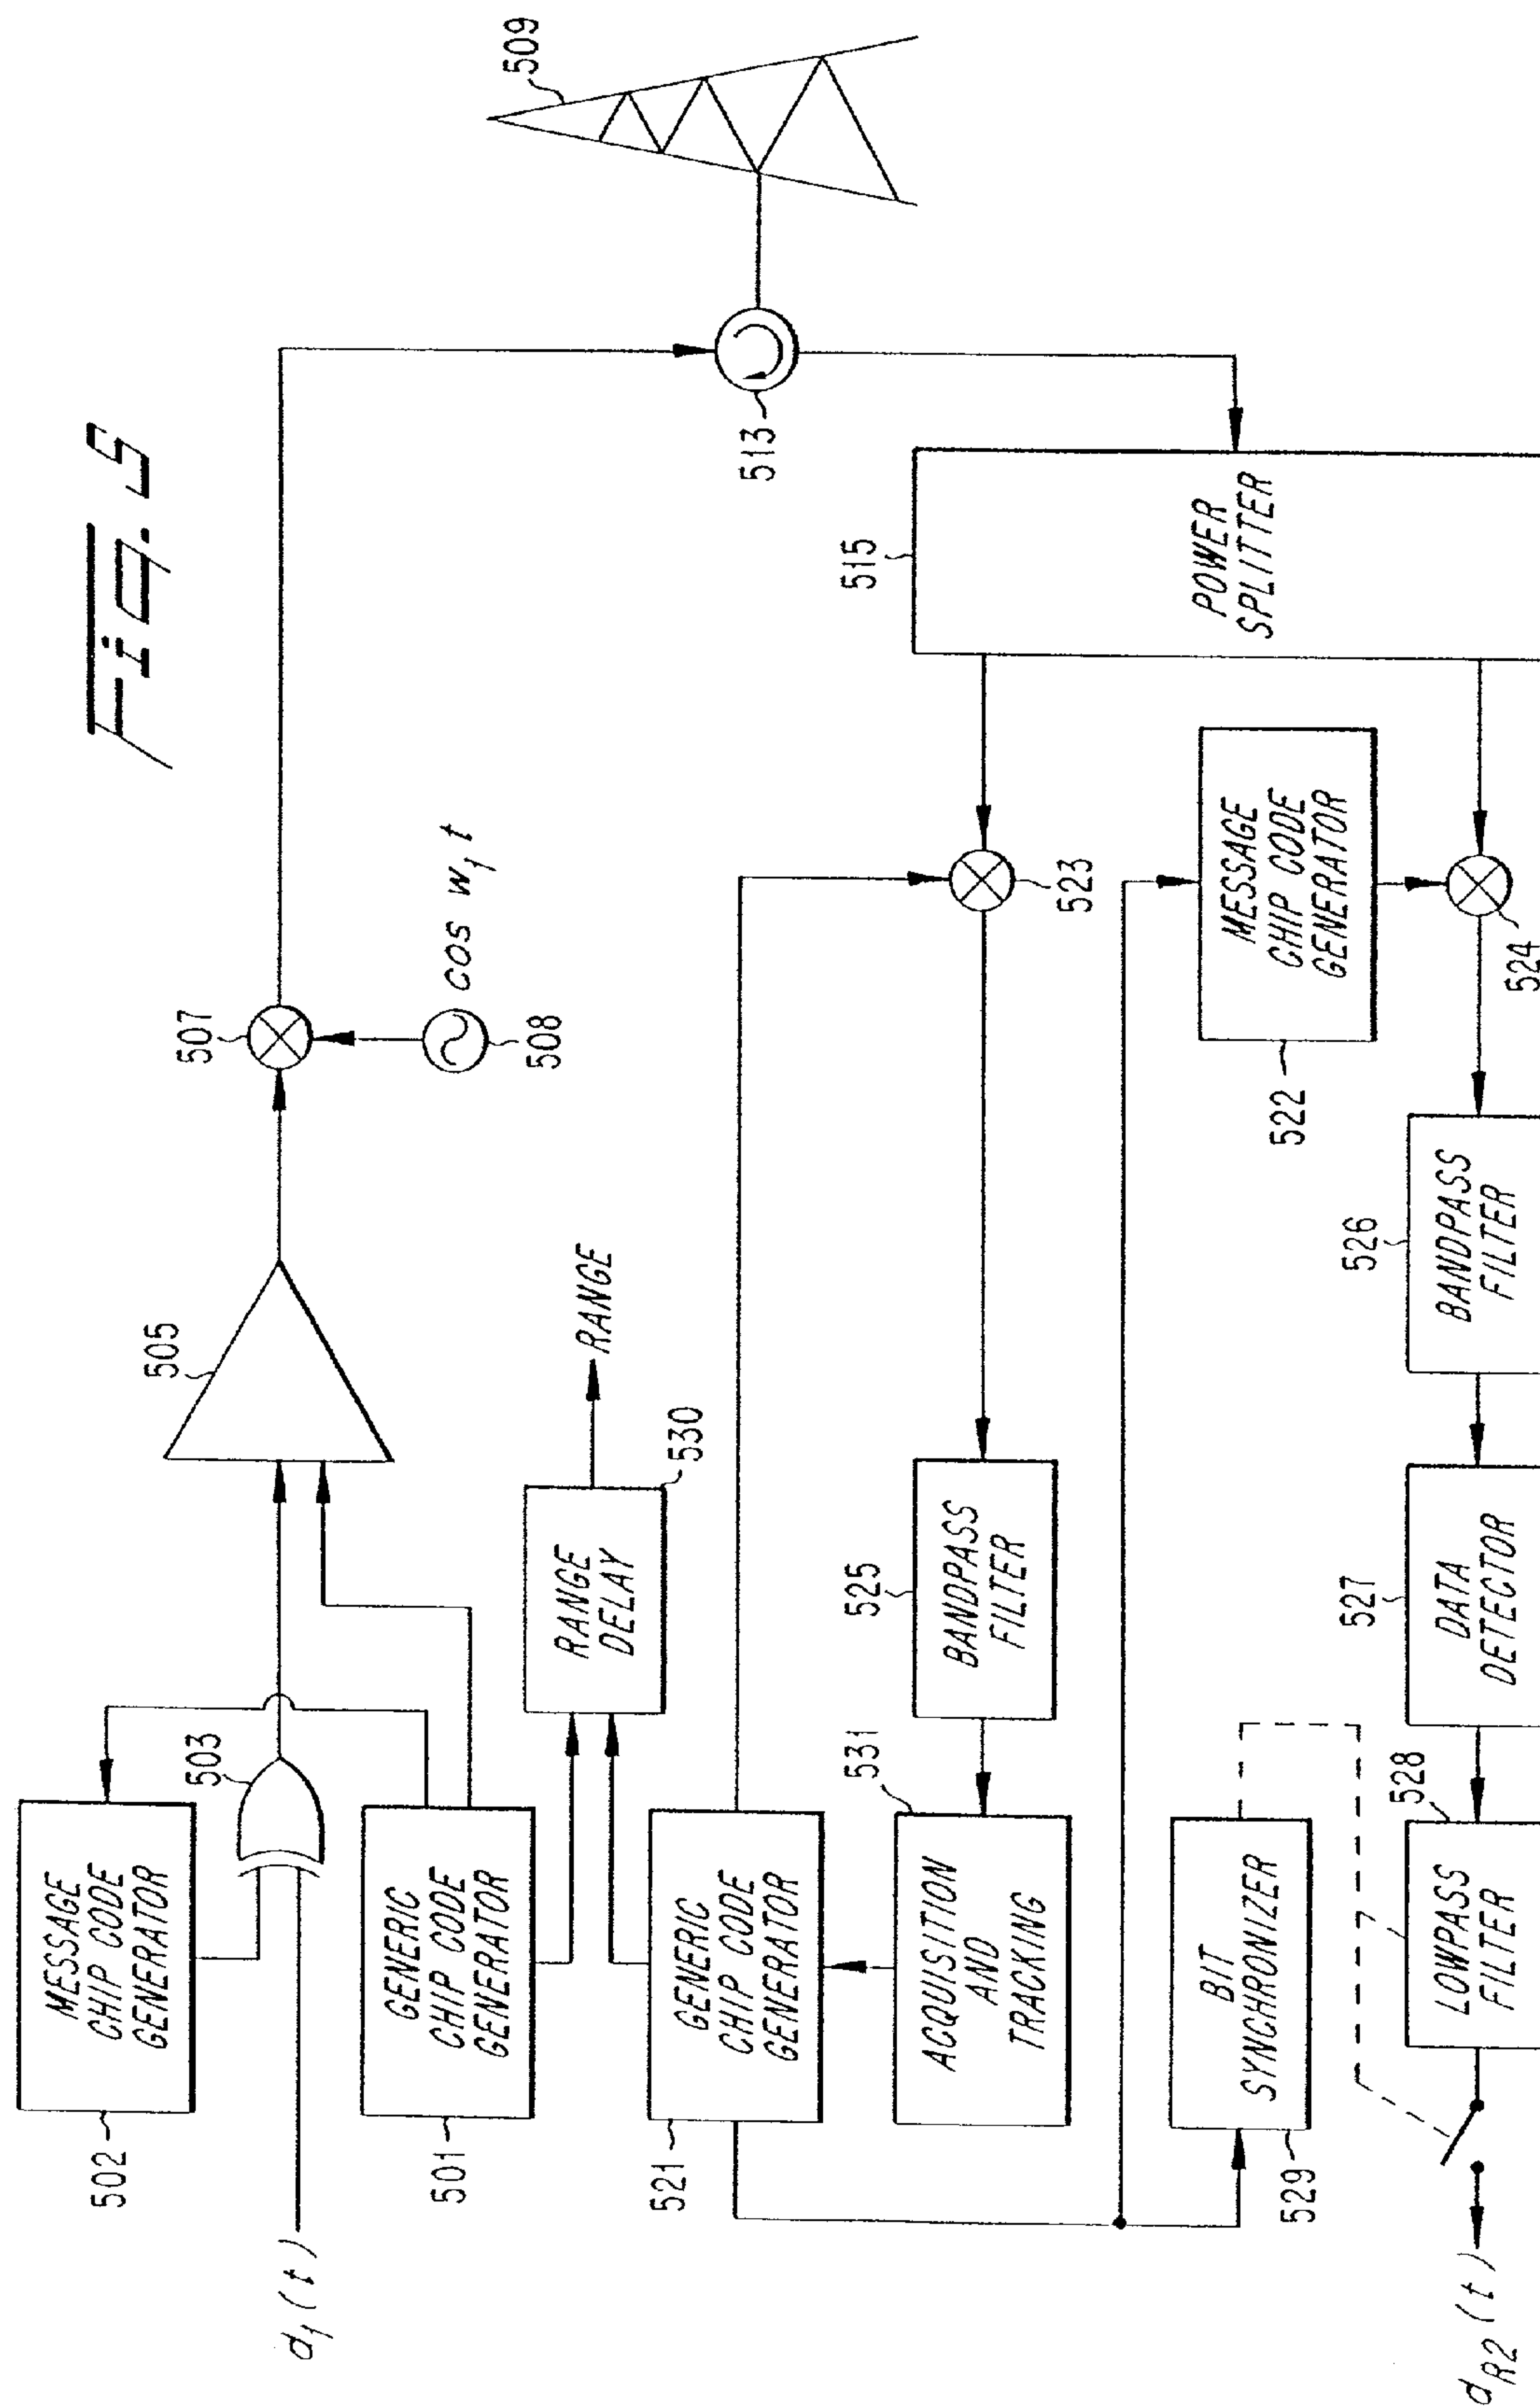 Fig. 5
MESSAGE
CHIP CODE
GENERATOR
502
503
d1(t)
GENERIC
CHIP CODE
GENERATOR
501
505
507
508
cos w1 t
509
513
RANGE
DELAY
530
RANGE
GENERIC
CHIP CODE
GENERATOR
521
523
515
POWER
SPLITTER
ACQUISITION
AND
TRACKING
531
BANDPASS
FILTER
525
BIT
SYNCHRONIZER
529
MESSAGE
CHIP CODE
GENERATOR
522
524
BANDPASS
FILTER
526
DATA
DETECTOR
527
LOWPASS
FILTER
528
dR2(t)